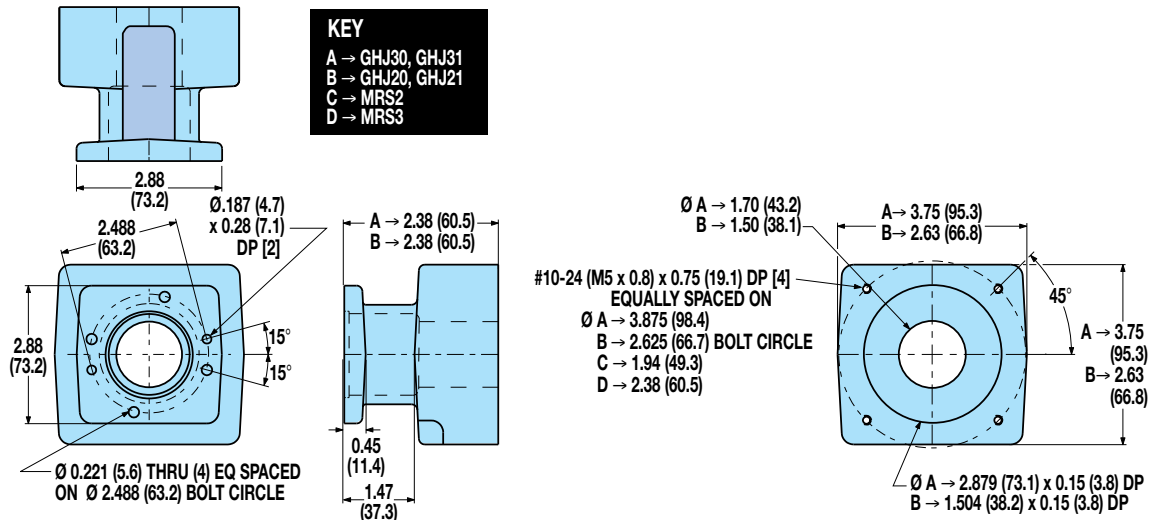 KEY
A → GHJ30, GHJ31
B → GHJ20, GHJ21
C → MRS2
D → MRS3
2.88
(73.2)
Ø.187 (4.7)
x 0.28 (7.1)
DP [2]
2.488
(63.2)
2.88
(73.2)
15°
15°
Ø 0.221 (5.6) THRU (4) EQ SPACED
ON Ø 2.488 (63.2) BOLT CIRCLE
A → 2.38 (60.5)
B → 2.38 (60.5)
0.45
(11.4)
1.47
(37.3)
Ø A → 1.70 (43.2)
B → 1.50 (38.1)
A→ 3.75 (95.3)
B→ 2.63 (66.8)
#10-24 (M5 x 0.8) x 0.75 (19.1) DP [4]
EQUALLY SPACED ON
Ø A → 3.875 (98.4)
B → 2.625 (66.7) BOLT CIRCLE
C → 1.94 (49.3)
D → 2.38 (60.5)
45°
A → 3.75
(95.3)
B→ 2.63
(66.8)
Ø A → 2.879 (73.1) x 0.15 (3.8) DP
B → 1.504 (38.2) x 0.15 (3.8) DP